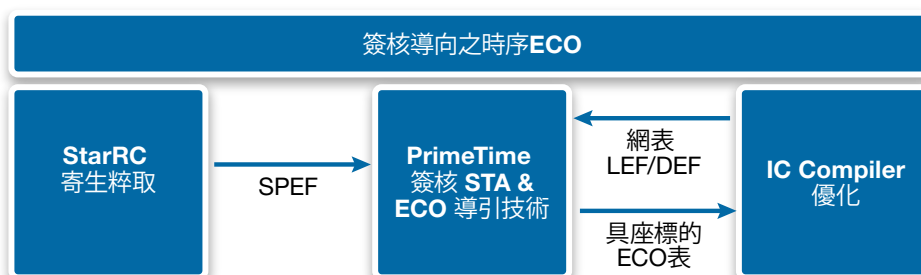 簽核導向之時序ECO
StarRC
寄生粹取
SPEF
PrimeTime
簽核 STA &
ECO 導引技術
網表
LEF/DEF
具座標的
ECO表
IC Compiler
優化